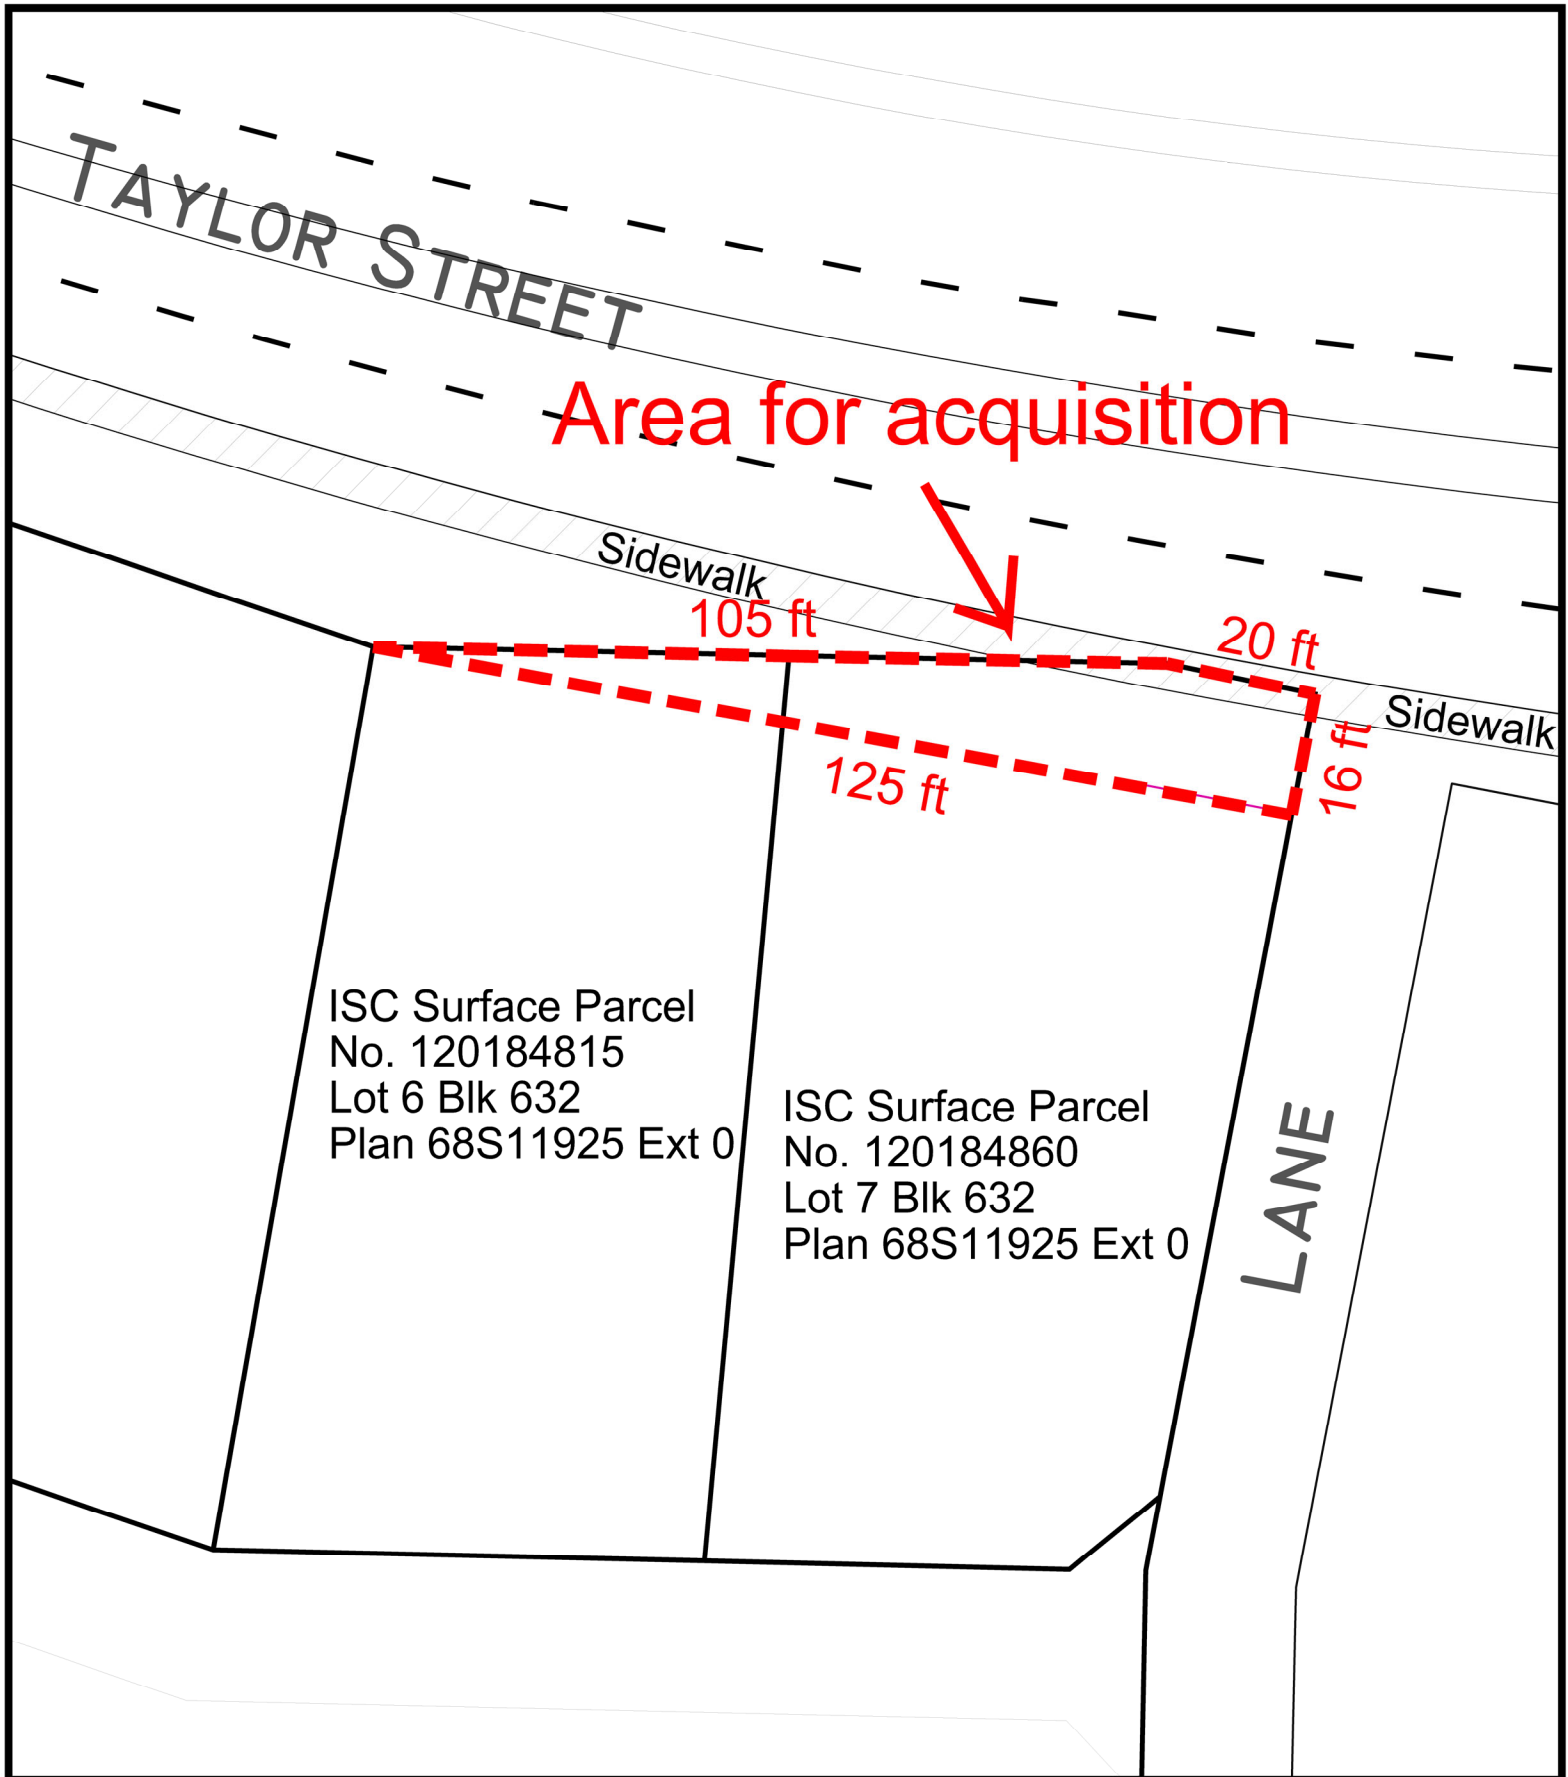 TAYLOR STREET
Area for acquisition
Sidewalk
105 ft
20 ft
Sidewalk
16 ft
125 ft
ISC Surface Parcel
No. 120184815
Lot 6 Blk 632
Plan 68S11925 Ext 0
ISC Surface Parcel
No. 120184860
Lot 7 Blk 632
Plan 68S11925 Ext 0
LANE